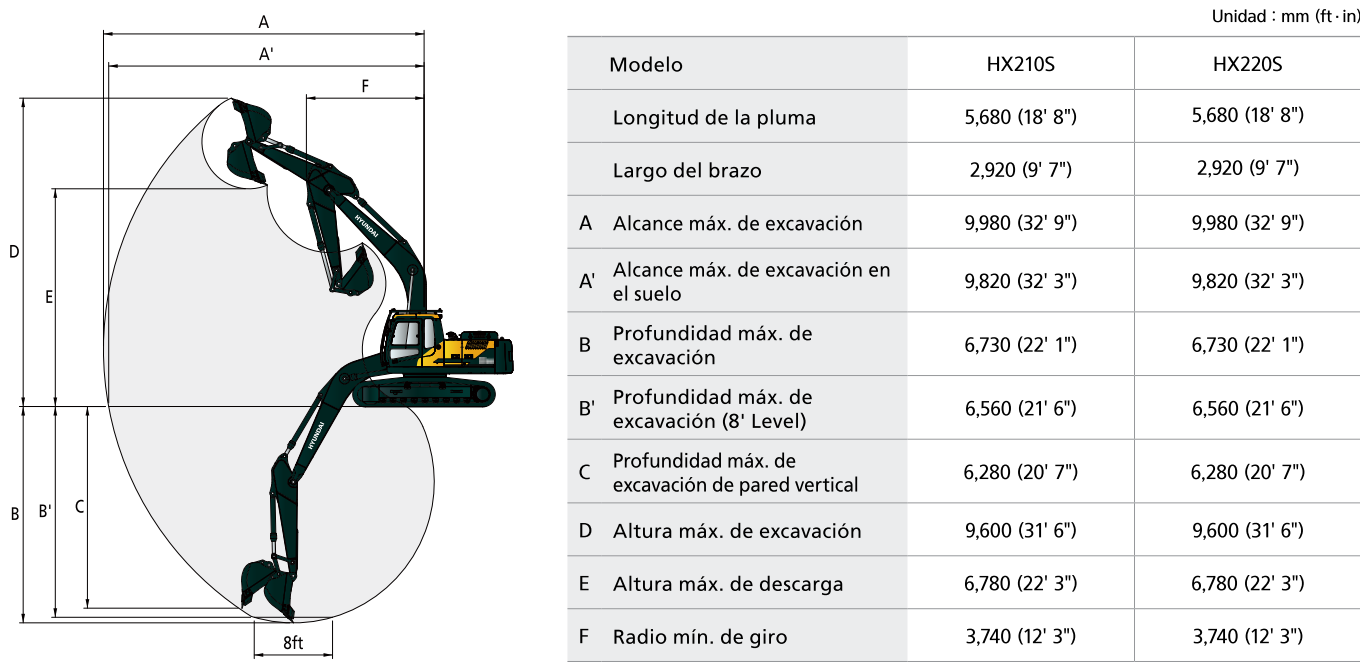 A
A'
F
D
E
B
B'
C
8ft
HYUNDAI
HYUNDAI
Unidad : mm (ft·in)
Modelo HX210S HX220S
Longitud de la pluma 5,680 (18' 8") 5,680 (18' 8")
Largo del brazo 2,920 (9' 7") 2,920 (9' 7")
A Alcance máx. de excavación 9,980 (32' 9") 9,980 (32' 9")
A' Alcance máx. de excavación en
el suelo 9,820 (32' 3") 9,820 (32' 3")
B Profundidad máx. de
excavación 6,730 (22' 1") 6,730 (22' 1")
B' Profundidad máx. de
excavación (8' Level) 6,560 (21' 6") 6,560 (21' 6")
C Profundidad máx. de
excavación de pared vertical 6,280 (20' 7") 6,280 (20' 7")
D Altura máx. de excavación 9,600 (31' 6") 9,600 (31' 6")
E Altura máx. de descarga 6,780 (22' 3") 6,780 (22' 3")
F Radio mín. de giro 3,740 (12' 3") 3,740 (12' 3")